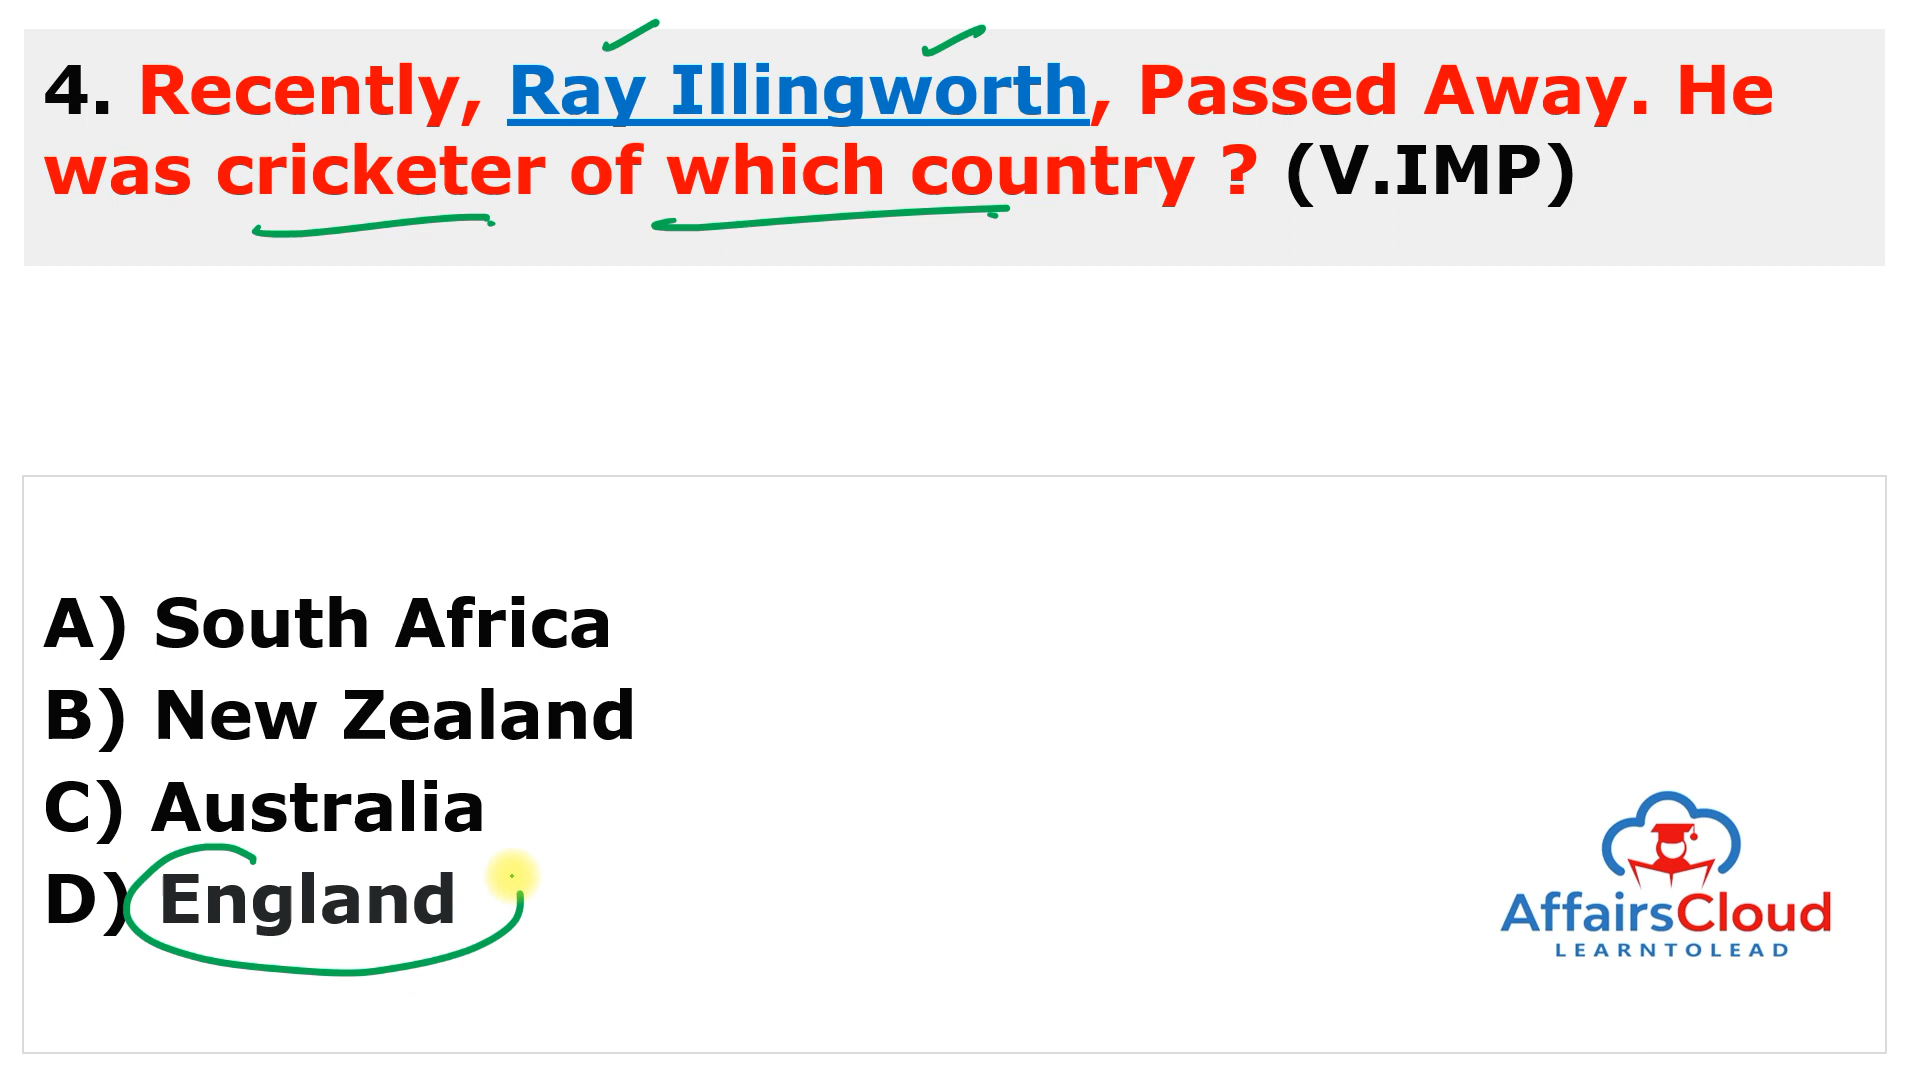 4. Recently, Ray Illingworth, Passed Away. He
was cricketer of which country ? (V.IMP)
A) South Africa
B) New Zealand
C) Australia
D) England
AffairsCloud
LEARNTOLEAD